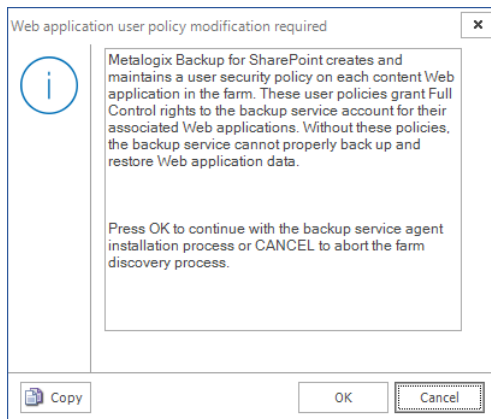 Web application user policy modification required
Metalogix Backup for SharePoint creates and
maintains a user security policy on each content Web
application in the farm. These user policies grant Full
Control rights to the backup service account for their
associated Web applications. Without these policies,
the backup service cannot properly back up and
restore Web application data.
Press OK to continue with the backup service agent
installation process or CANCEL to abort the farm
discovery process.
Copy
OK
Cancel